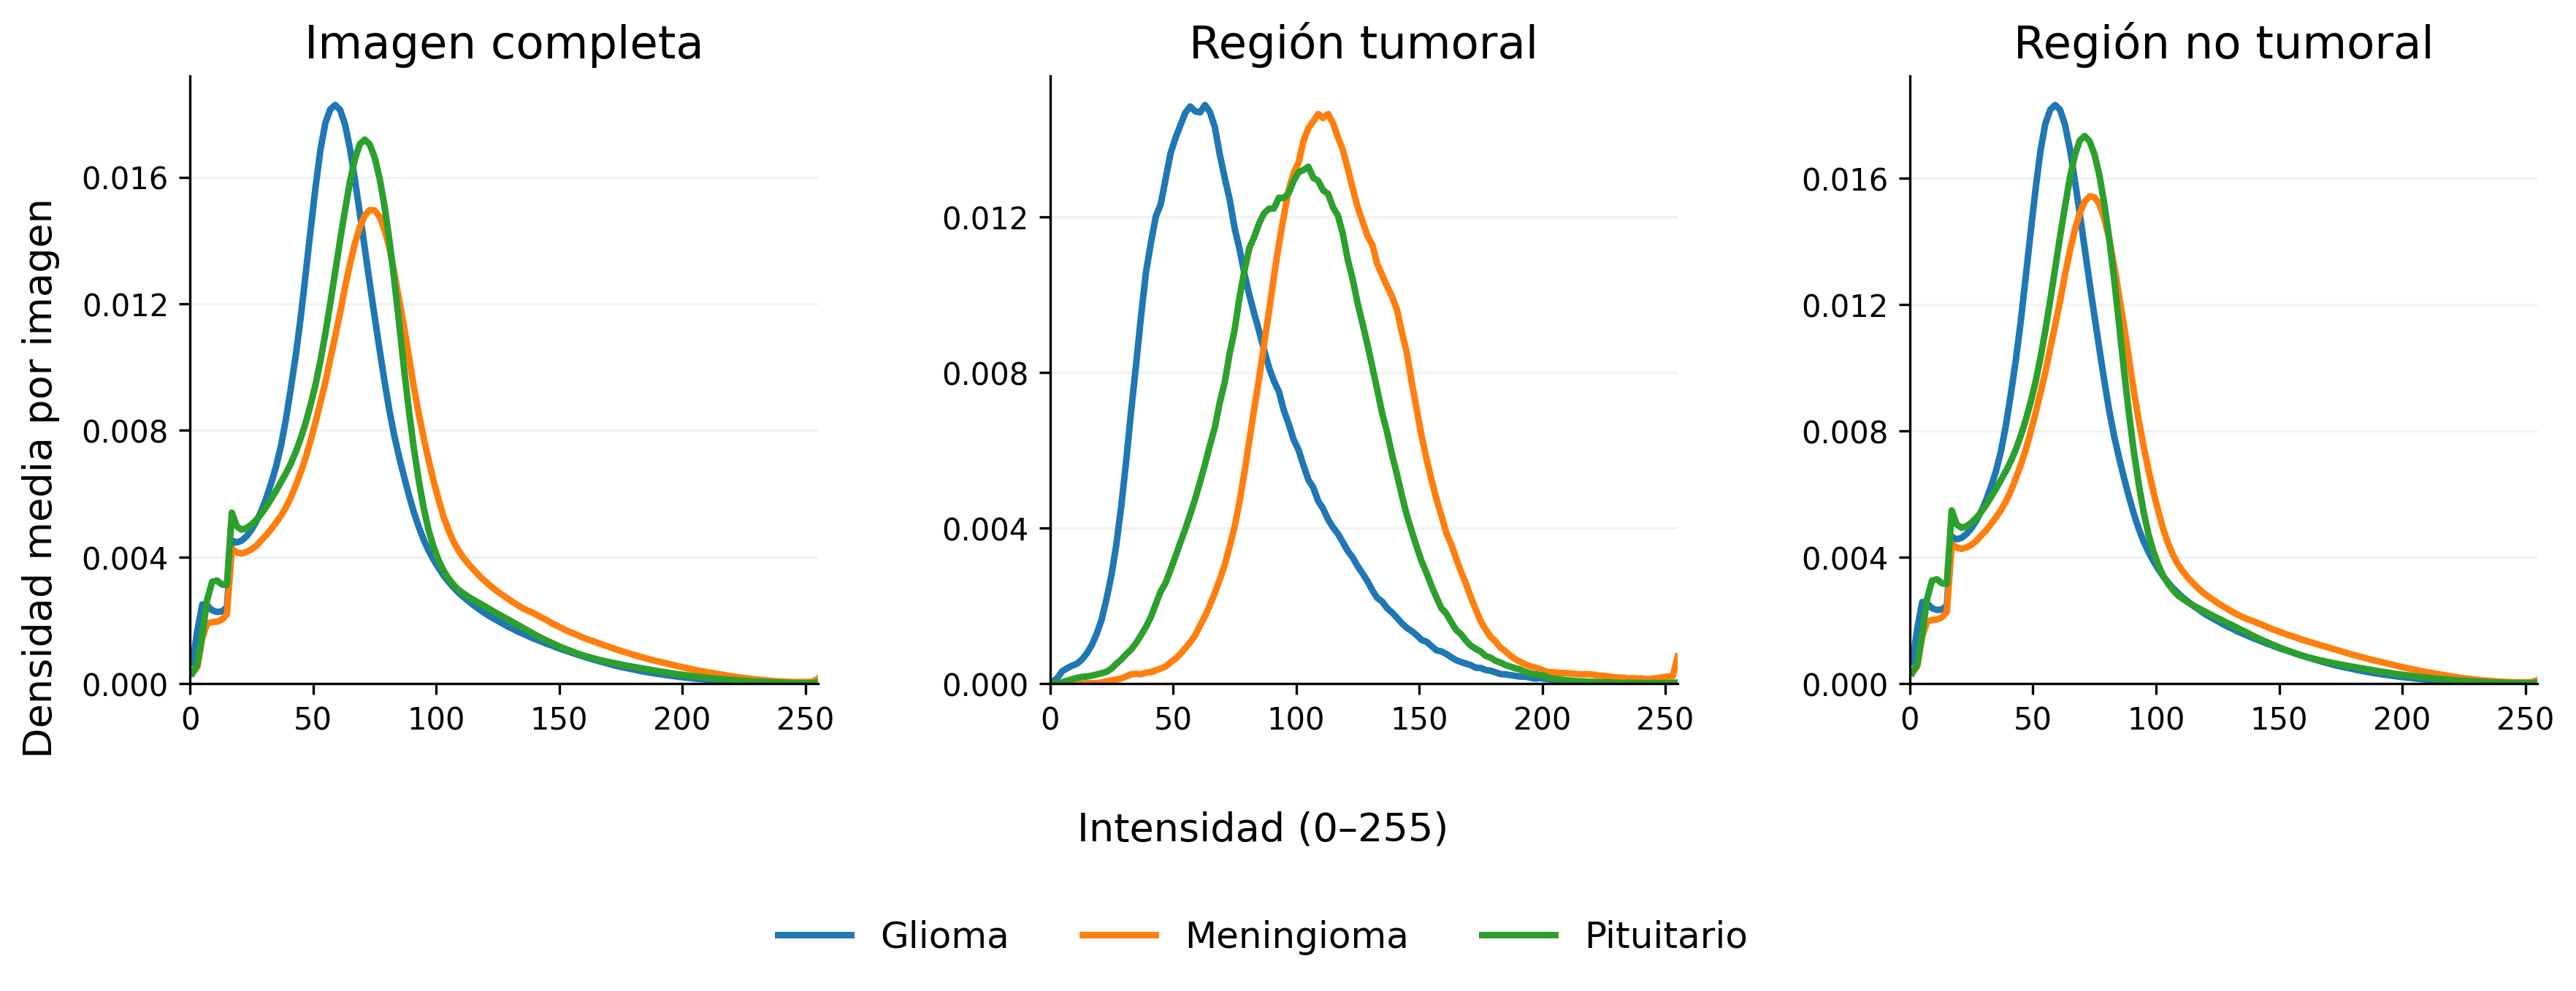 Imagen completa
Región tumoral
Región no tumoral
Densidad media por imagen
0.016
0.012
0.008
0.004
0.000
0 50 100 150 200 250
0.012
0.008
0.004
0.000
0 50 100 150 200 250
0.016
0.012
0.008
0.004
0.000
0 50 100 150 200 250
Intensidad (0–255)
Glioma Meningioma Pituitario